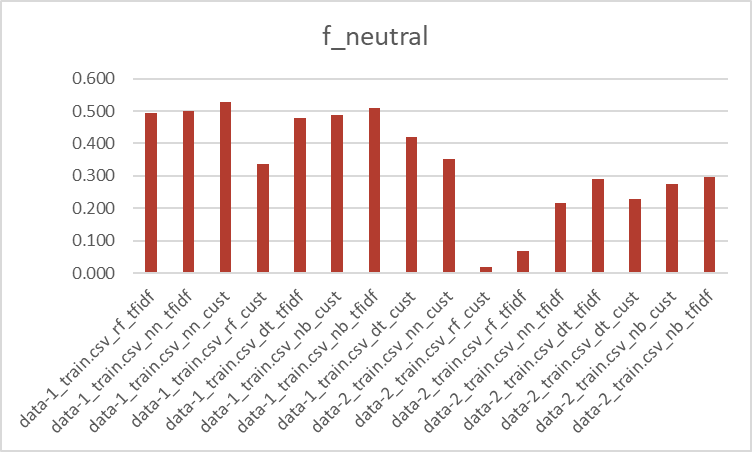 f_neutral
0.600
0.500
0.400
0.300
0.200
0.100
0.000
data-1_train.csv_rf_tfidf
data-1_train.csv_nn_tfidf
data-1_train.csv_nn_cust
data-1_train.csv_rf_cust
data-1_train.csv_dt_tfidf
data-1_train.csv_nb_cust
data-1_train.csv_nb_tfidf
data-1_train.csv_dt_cust
data-2_train.csv_nn_cust
data-2_train.csv_rf_cust
data-2_train.csv_rf_tfidf
data-2_train.csv_nn_tfidf
data-2_train.csv_dt_tfidf
data-2_train.csv_dt_cust
data-2_train.csv_nb_cust
data-2_train.csv_nb_tfidf